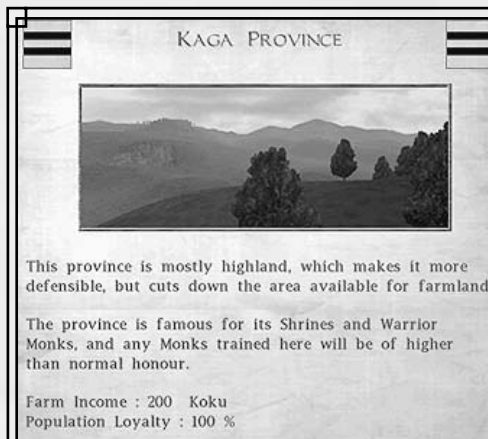 KAGA PROVINCE
This province is mostly highland, which makes it more
defensible, but cuts down the area available for farmland
The province is famous for its Shrines and Warrior
Monks, and any Monks trained here will be of higher
than normal honour.
Farm Income : 200 Koku
Population Loyalty : 100 %